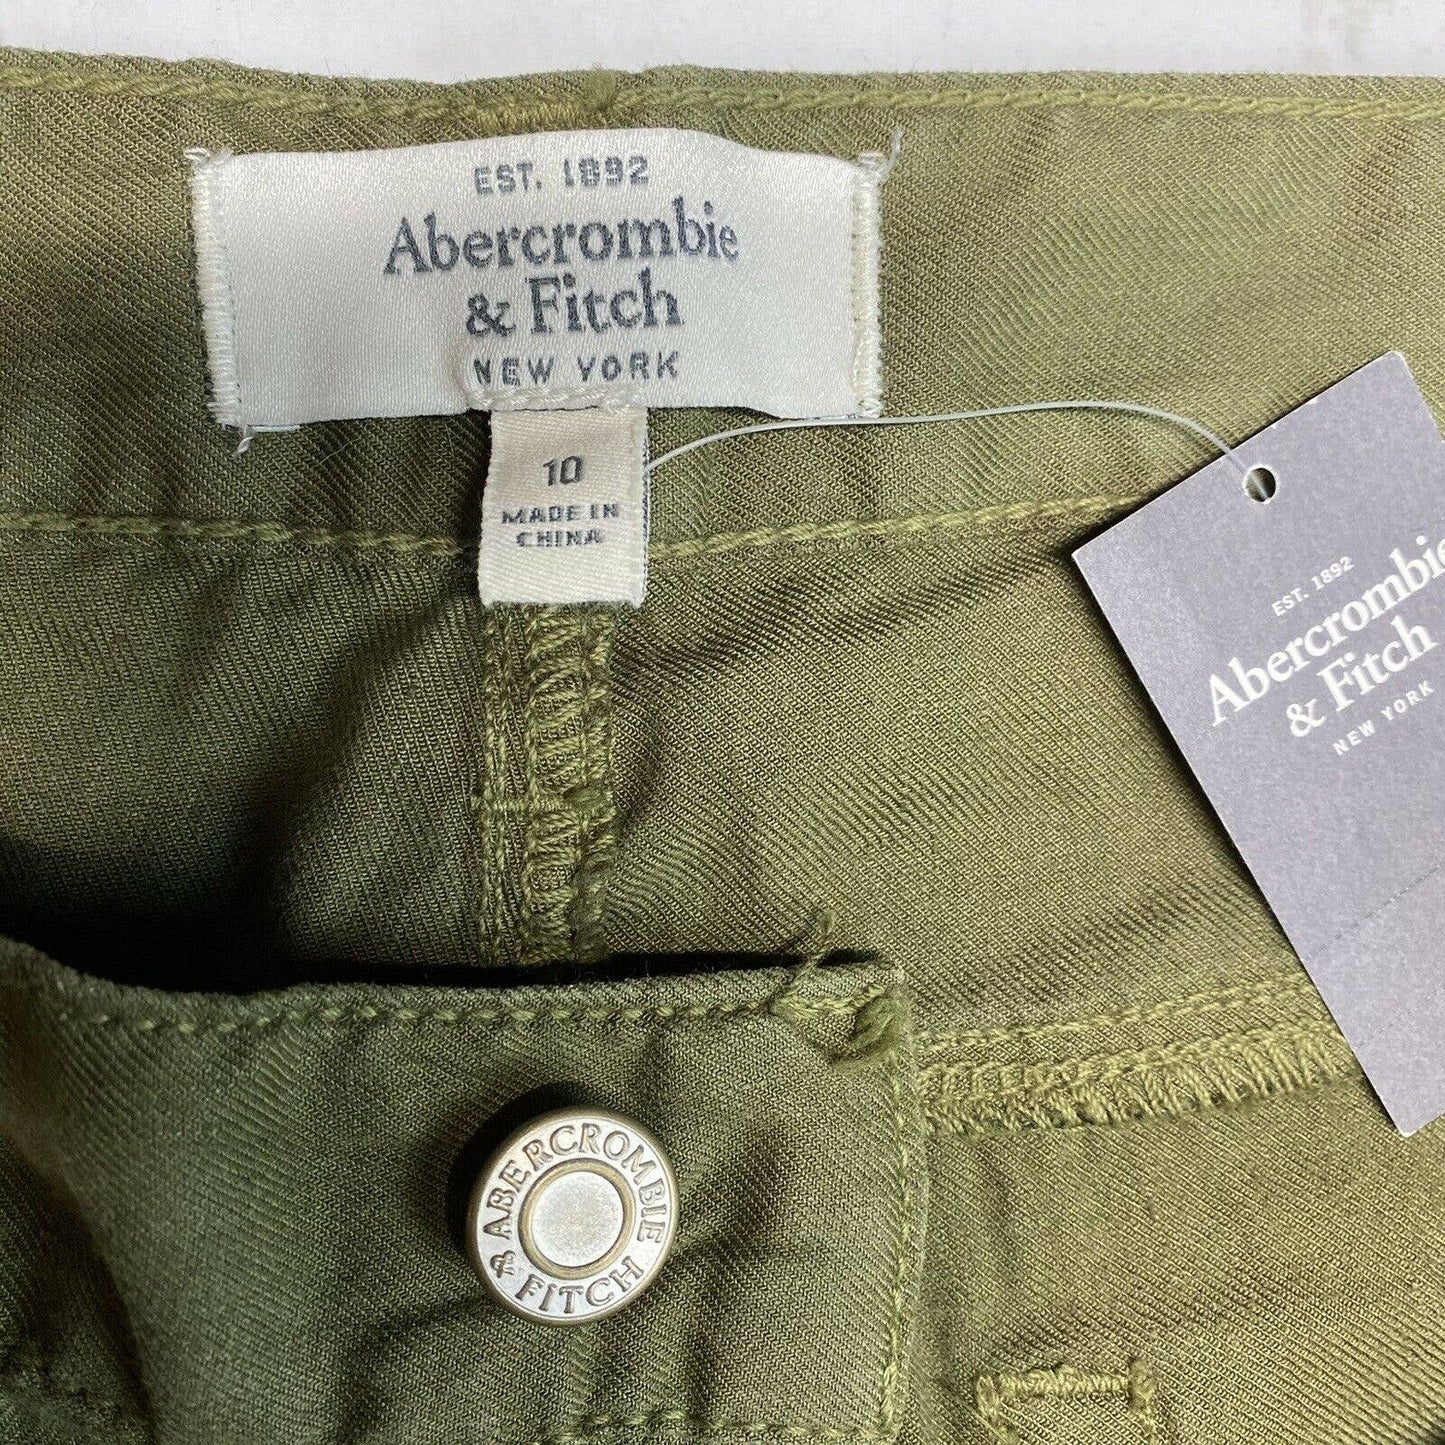 EST. 1892
Abercrombie
& Fitch
NEW YORK
10
MADE IN
CHINA
EST. 1892
Abercrombie
& Fitch
NEW YORK
ABERCROMBIE
& FITCH